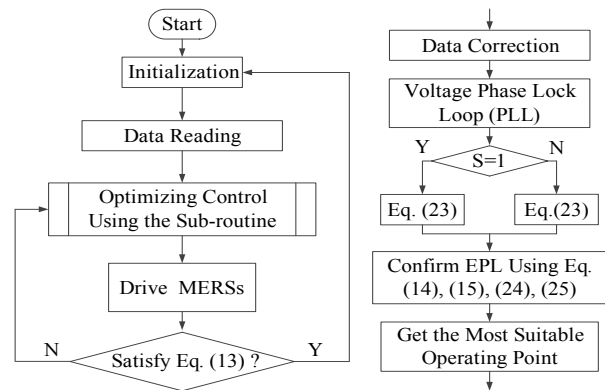 Start
Initialization
Data Reading
Optimizing Control
Using the Sub-routine
Drive MERSs
N
Satisfy Eq. (13) ?
Y
Data Correction
Voltage Phase Lock
Loop (PLL)
Y
S=1
N
Eq. (23)
Eq.(23)
Confirm EPL Using Eq.
(14), (15), (24), (25)
Get the Most Suitable
Operating Point